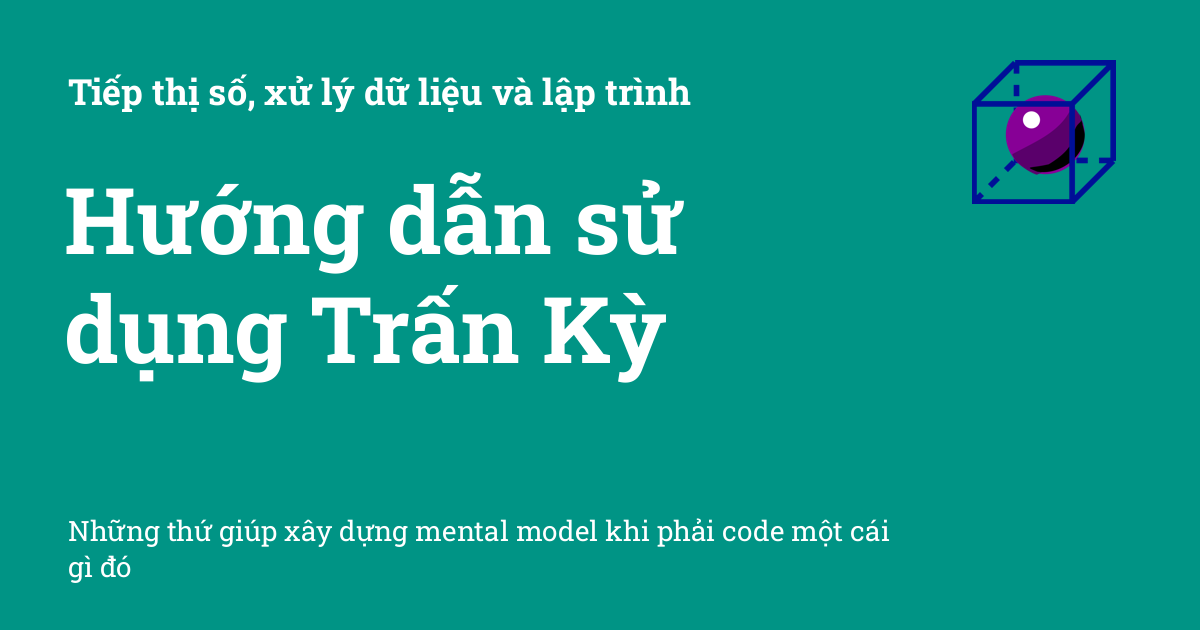 Tiếp thị số, xử lý dữ liệu và lập trình
Hướng dẫn sử
dụng Trấn Kỳ
Những thứ giúp xây dựng mental model khi phải code một cái
gì đó